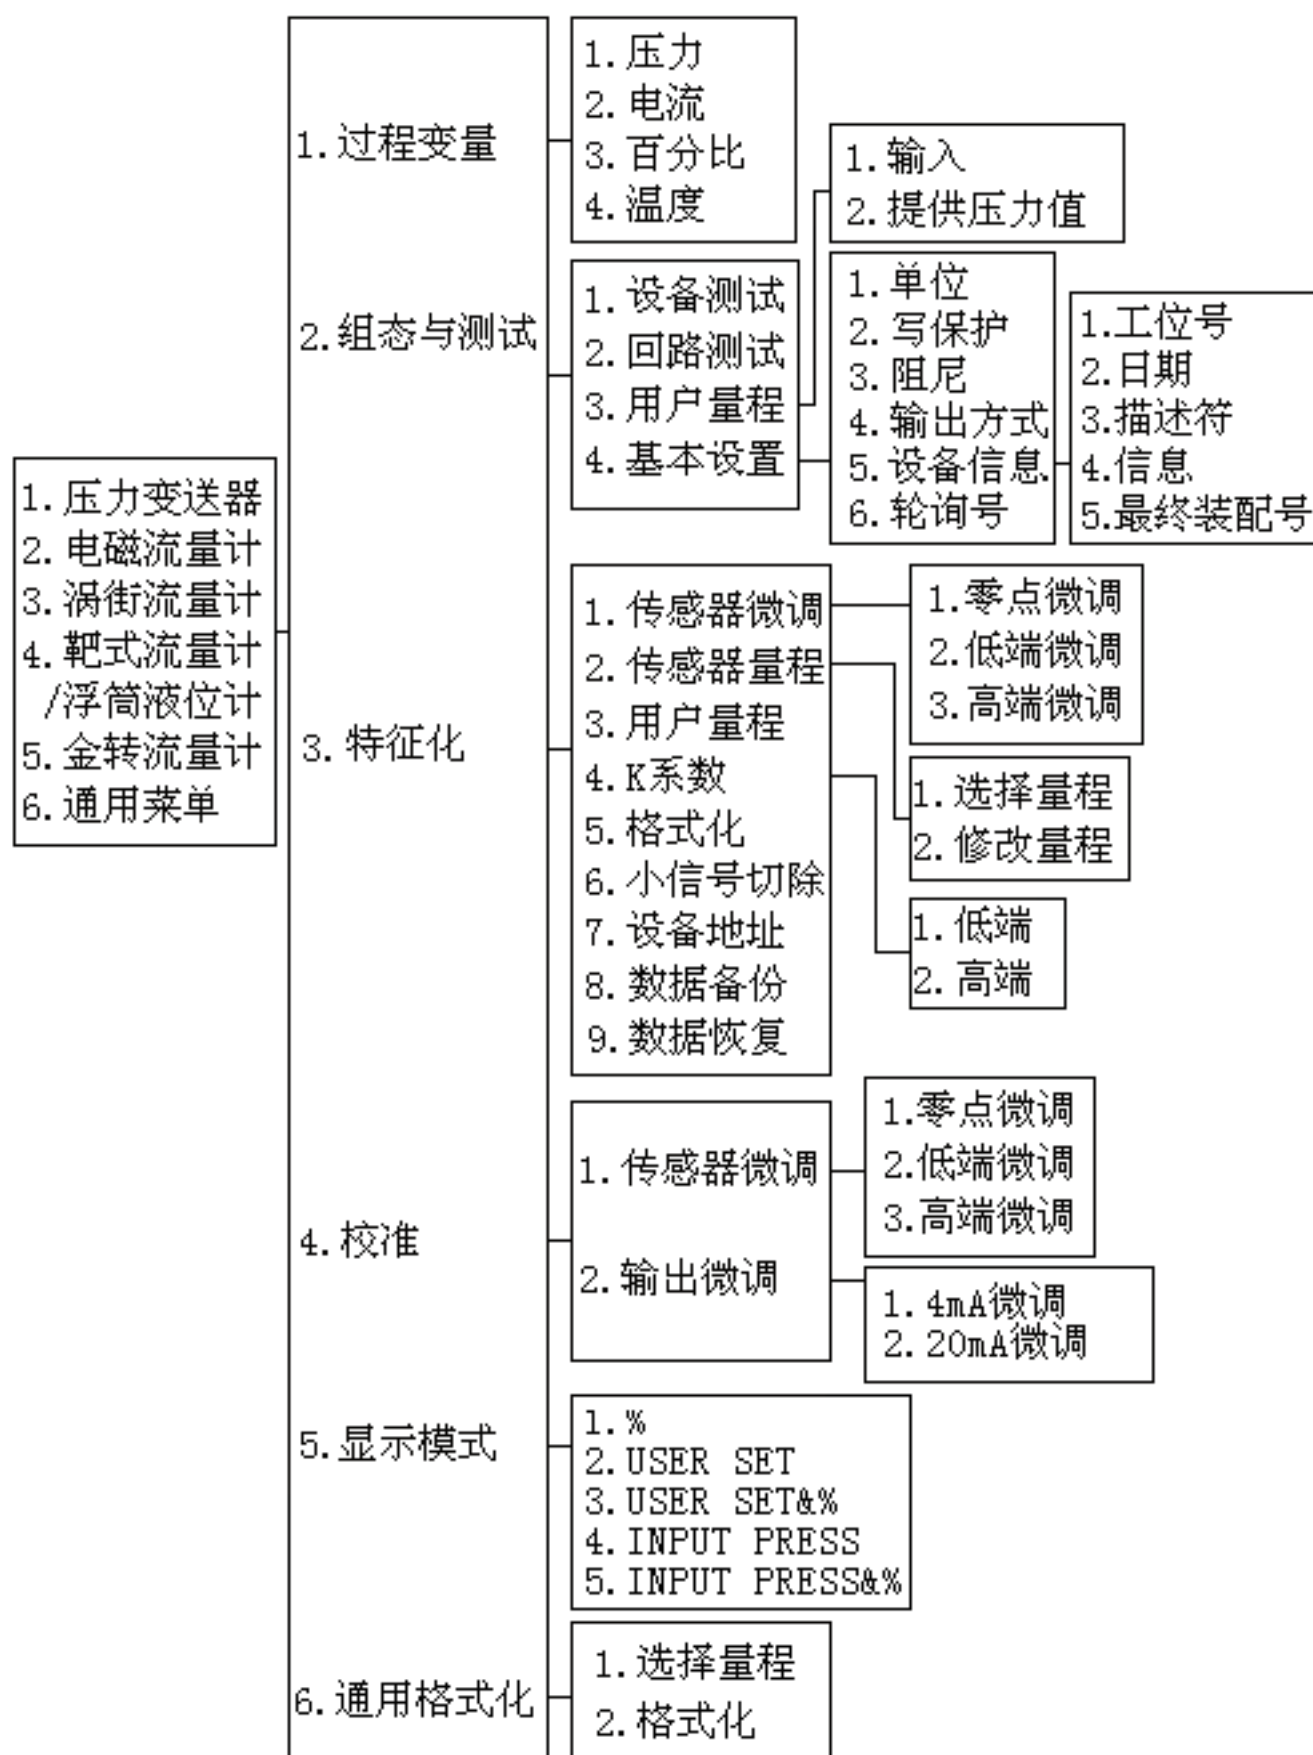 1.压力变送器
2.电磁流量计
3.涡街流量计
4.靶式流量计
/浮筒液位计
5.金转流量计
6.通用菜单
1.过程变量
2.组态与测试
3.特征化
4.校准
5.显示模式
6.通用格式化
1.压力
2.电流
3.百分比
4.温度
1.设备测试
2.回路测试
3.用户量程
4.基本设置
1.输入
2.提供压力值
1.单位
2.写保护
3.阻尼
4.输出方式
5.设备信息
6.轮询号
1.工位号
2.日期
3.描述符
4.信息
5.最终装配号
1.传感器微调
2.传感器量程
3.用户量程
4.K系数
5.格式化
6.小信号切除
7.设备地址
8.数据备份
9.数据恢复
1.零点微调
2.低端微调
3.高端微调
1.选择量程
2.修改量程
1.低端
2.高端
1.传感器微调
2.输出微调
1.零点微调
2.低端微调
3.高端微调
1.4mA微调
2.20mA微调
1.%
2.USER SET
3.USER SET&%
4.INPUT PRESS
5.INPUT PRESS&%
1.选择量程
2.格式化